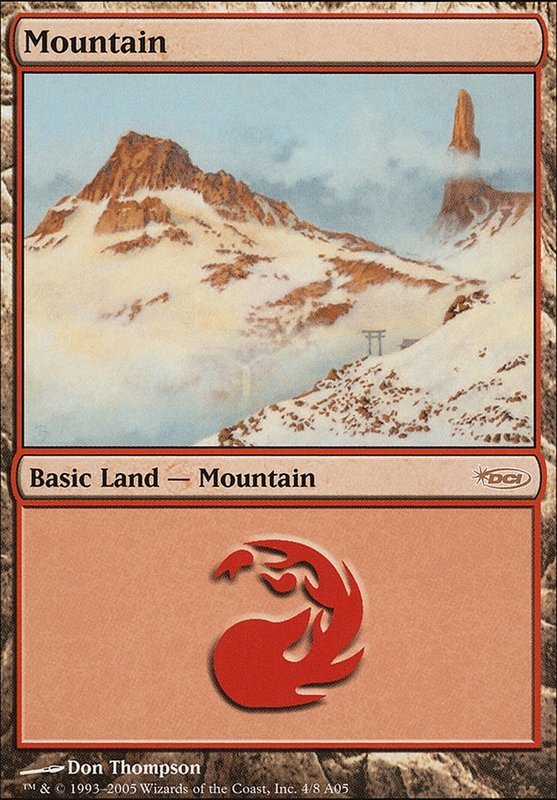 Mountain
Basic Land — Mountain
DCI
Don Thompson
™ & © 1993–2005 Wizards of the Coast, Inc. 4/8 A05